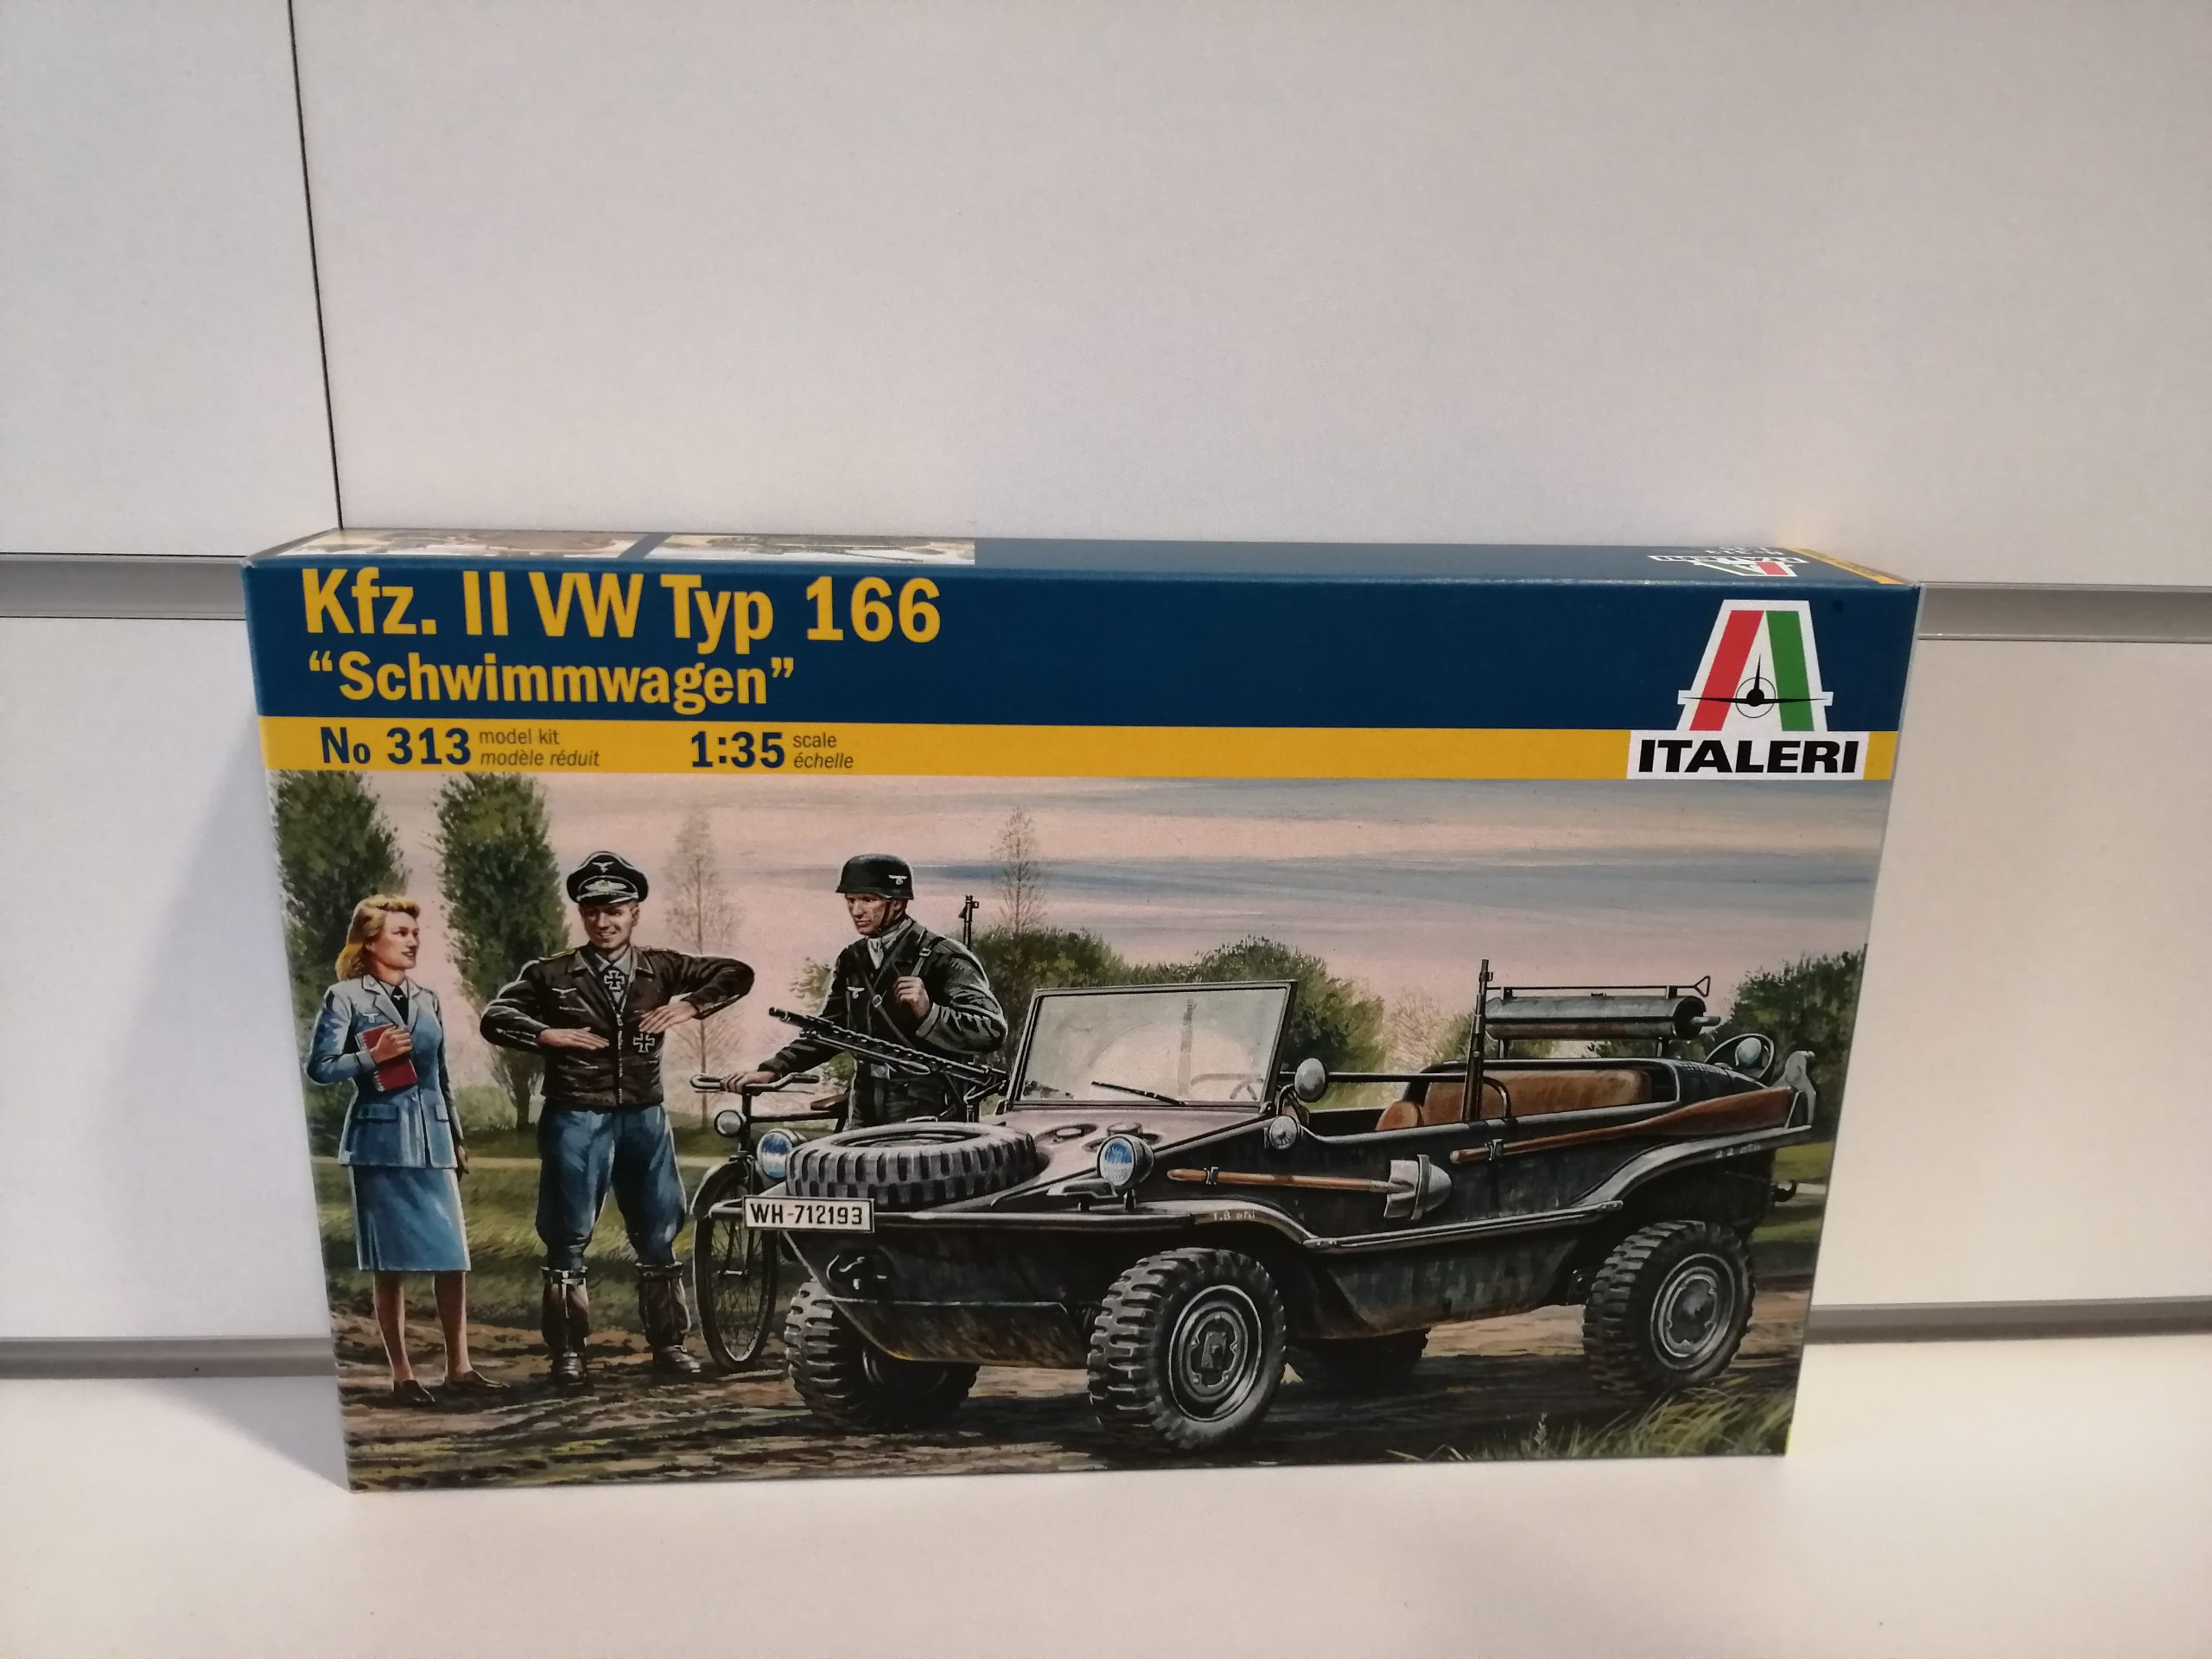 Kfz. II VW Typ 166
“Schwimmwagen”
No 313 model kit
modèle réduit
1:35 scale
échelle
ITALERI
WH-712193